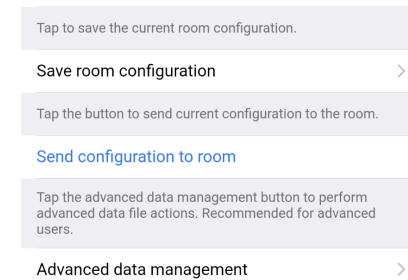 Tap to save the current room configuration.
Save room configuration
Tap the button to send current configuration to the room.
Send configuration to room
Tap the advanced data management button to perform
advanced data file actions. Recommended for advanced
users.
Advanced data management